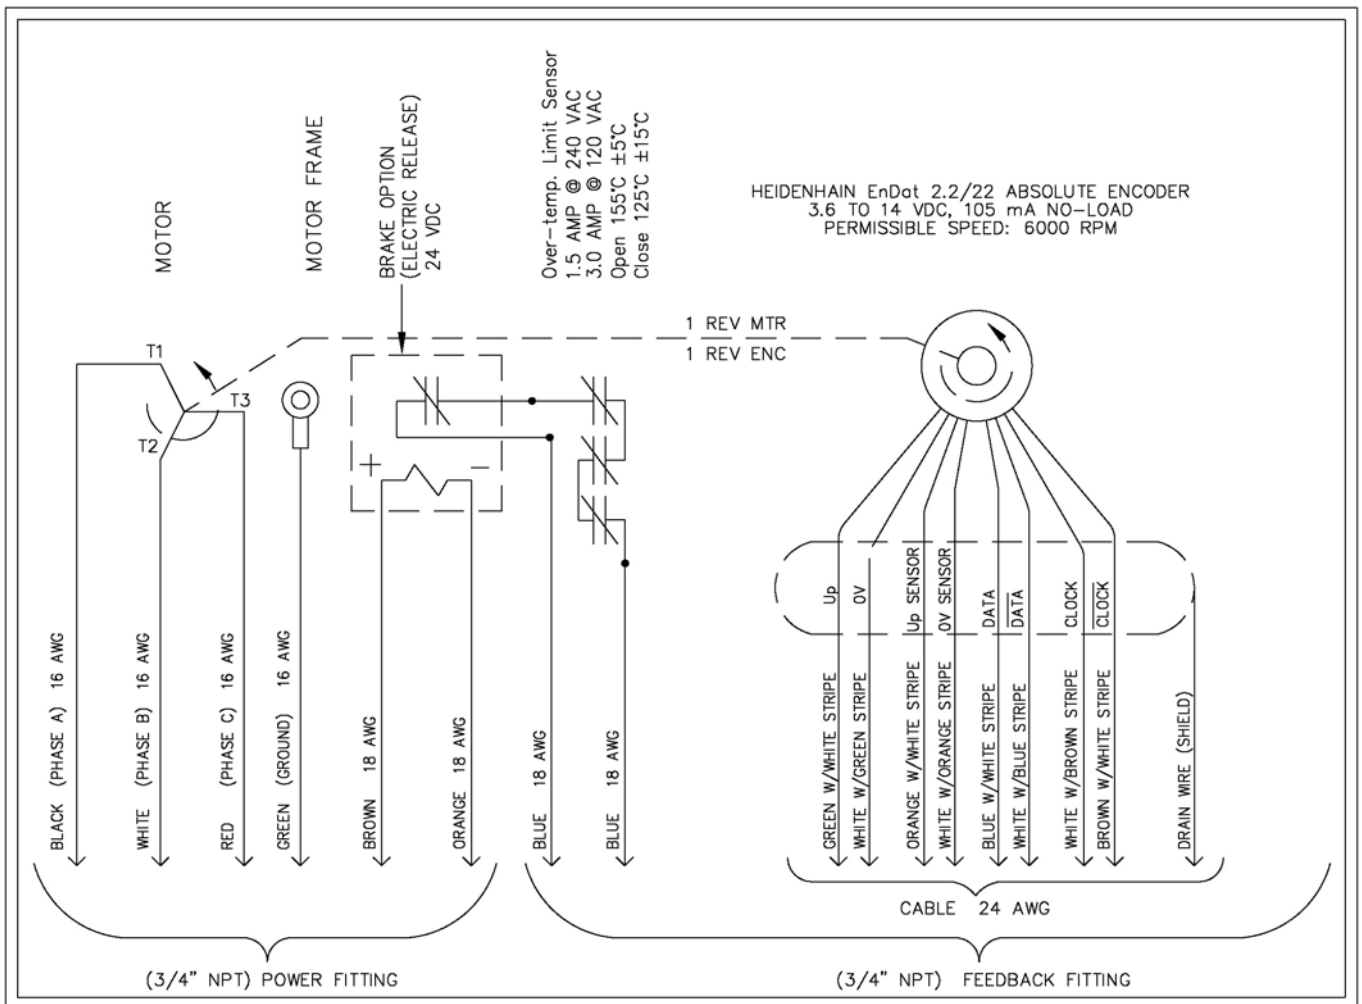 MOTOR
MOTOR FRAME
BRAKE OPTION
(ELECTRIC RELEASE)
24 VDC
Over-temp. Limit Sensor
1.5 AMP @ 240 VAC
3.0 AMP @ 120 VAC
Open 155°C ±5°C
Close 125°C ±15°C
HEIDENHAIN EnDat 2.2/22 ABSOLUTE ENCODER
3.6 TO 14 VDC, 105 mA NO-LOAD
PERMISSIBLE SPEED: 6000 RPM
1 REV MTR
1 REV ENC
T1
T3
T2
+ −
Up
0V
Up SENSOR
0V SENSOR
DATA
DATA
CLOCK
CLOCK
BLACK (PHASE A) 16 AWG
WHITE (PHASE B) 16 AWG
RED (PHASE C) 16 AWG
GREEN (GROUND) 16 AWG
BROWN 18 AWG
ORANGE 18 AWG
BLUE 18 AWG
BLUE 18 AWG
GREEN W/WHITE STRIPE
WHITE W/GREEN STRIPE
ORANGE W/WHITE STRIPE
WHITE W/ORANGE STRIPE
BLUE W/WHITE STRIPE
WHITE W/BLUE STRIPE
WHITE W/BROWN STRIPE
BROWN W/WHITE STRIPE
DRAIN WIRE (SHIELD)
CABLE 24 AWG
(3/4" NPT) POWER FITTING
(3/4" NPT) FEEDBACK FITTING